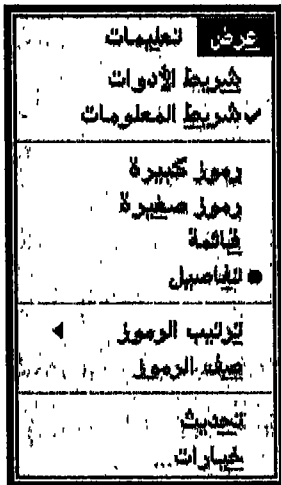 عرض تعليمات
شريط الأدوات
شريط المعلومات
رموز كبيرة
رموز صغيرة
قائمة
تفاصيل
ترتيب الرموز
صف الرموز
تحديث
خيارات...